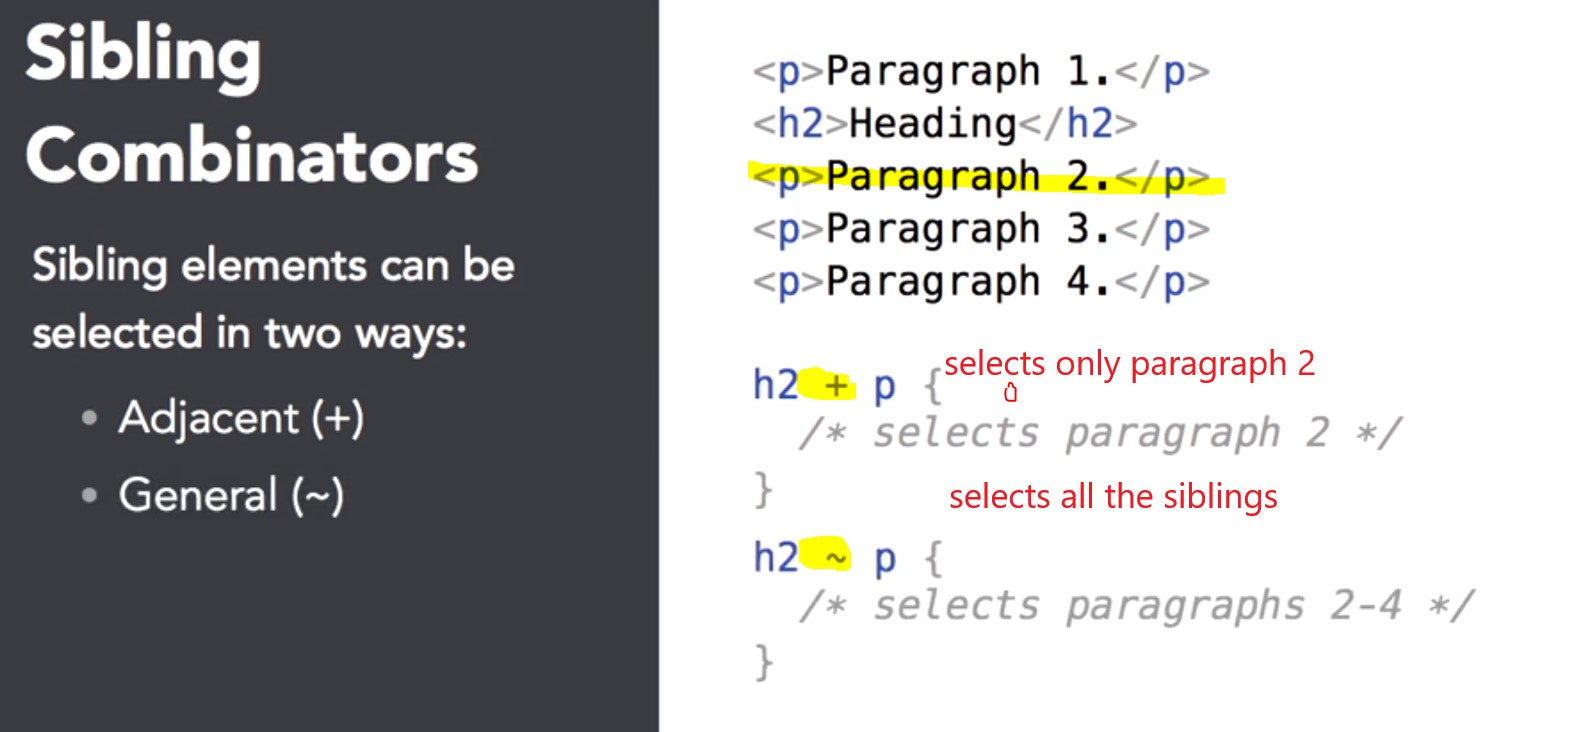 Sibling
Combinators
Sibling elements can be
selected in two ways:
• Adjacent (+)
• General (~)
<p>Paragraph 1.</p>
<h2>Heading</h2>
<p>Paragraph 2.</p>
<p>Paragraph 3.</p>
<p>Paragraph 4.</p>
selects only paragraph 2
h2 + p {
/* selects paragraph 2 */
}
selects all the siblings
h2 ~ p {
/* selects paragraphs 2-4 */
}